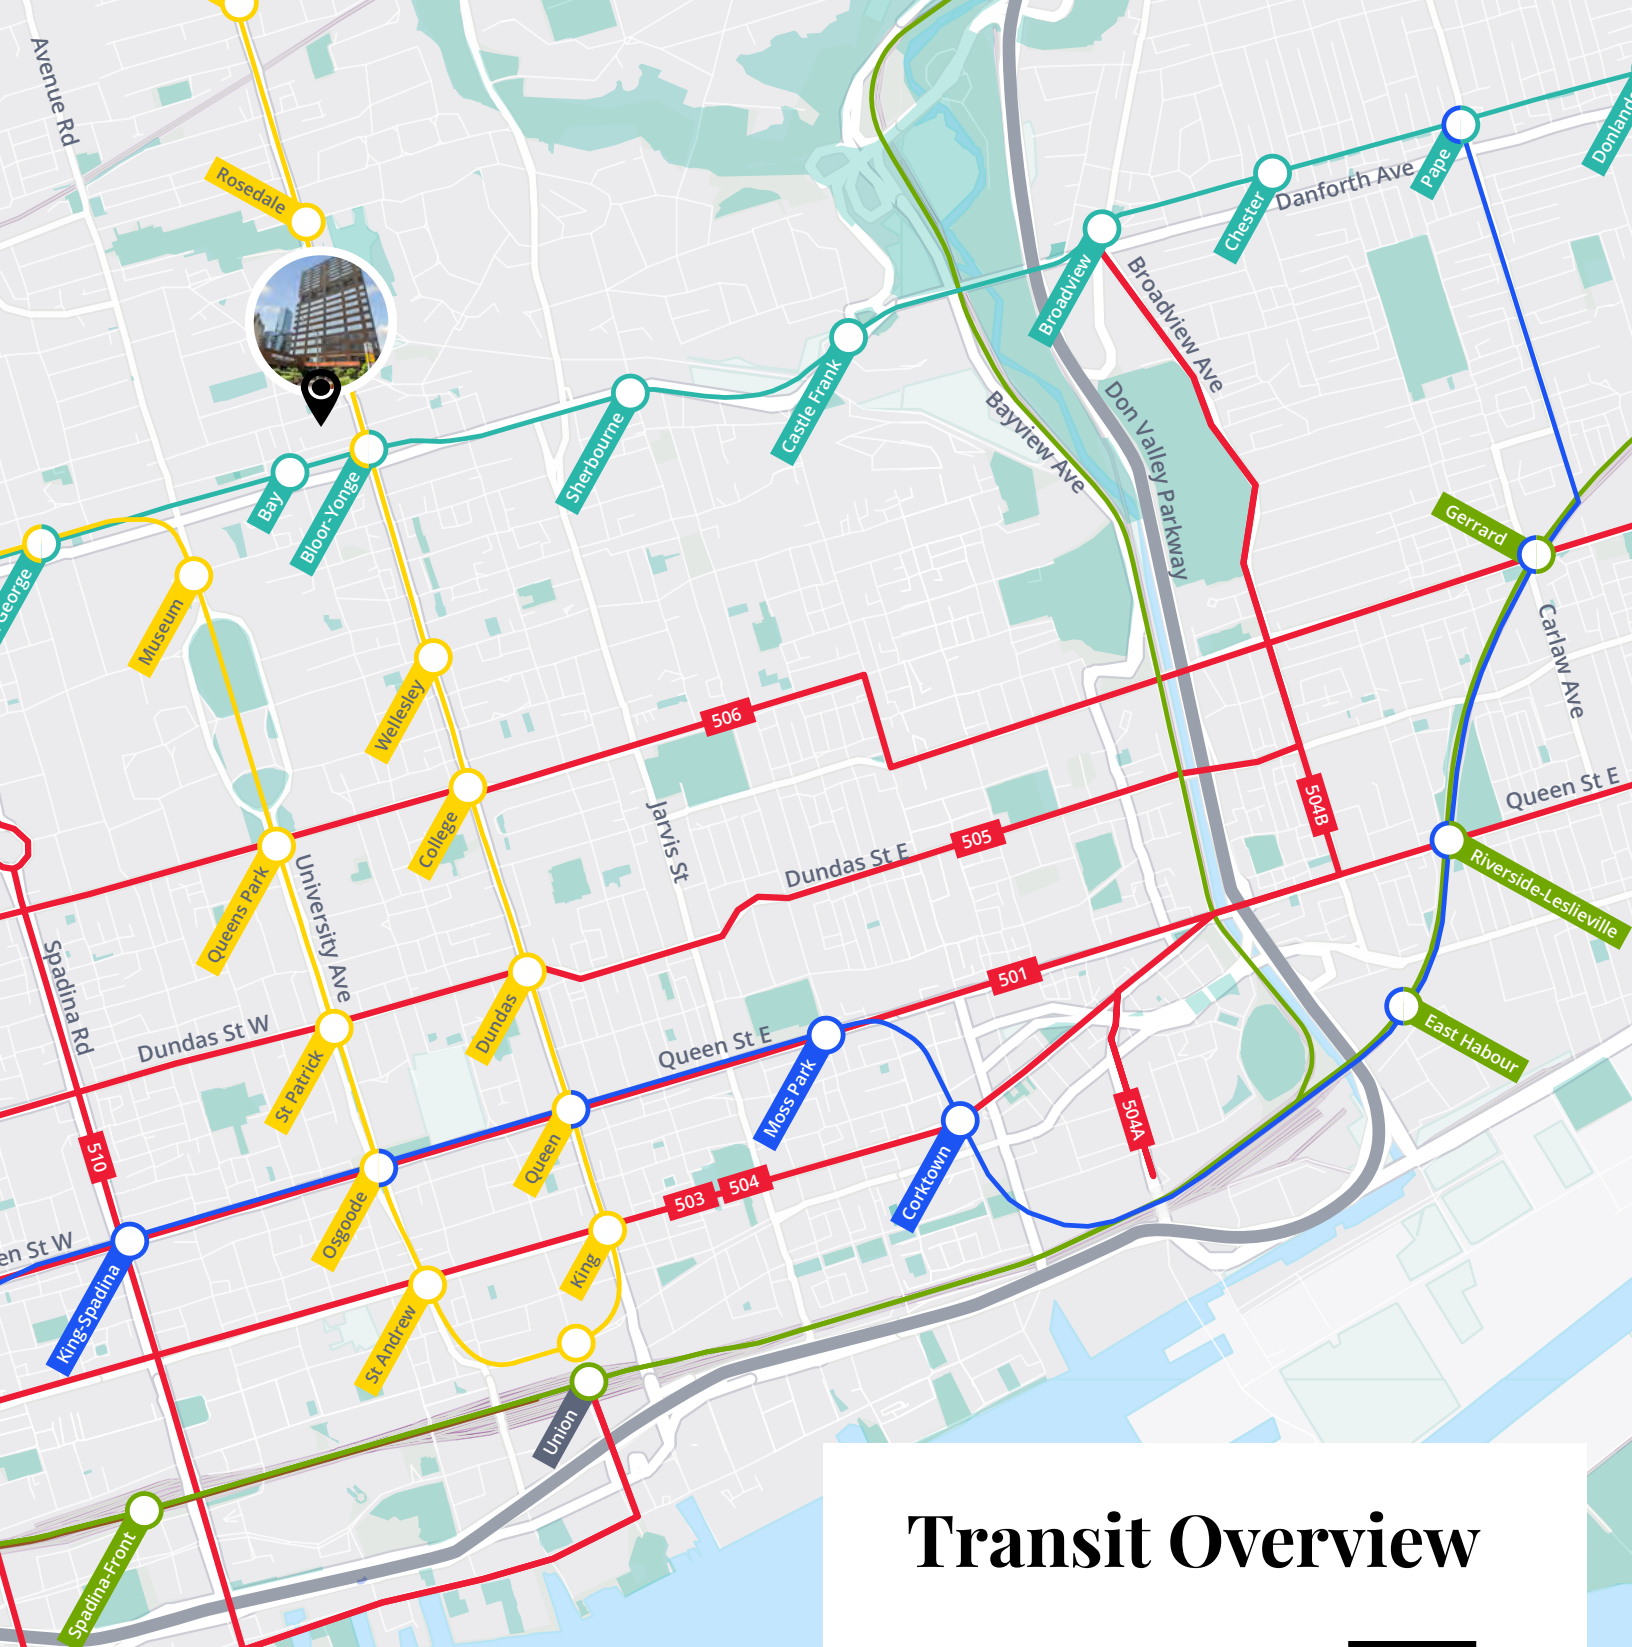 Avenue Rd
Rosedale
Pape
Donlands
Chester
Danforth Ave
Broadview
Broadview Ave
Castle Frank
Sherbourne
Bayview Ave
Don Valley Parkway
Bay
Bloor-Yonge
George
Museum
Gerrard
Carlaw Ave
Wellesley
506
College
Queens Park
University Ave
Jarvis St
504B
Queen St E
505
Dundas St E
Riverside-Leslieville
Spadina Rd
501
Dundas
Dundas St W
St Patrick
Queen St E
Moss Park
East Habour
504A
510
Queen
Osgoode
503
504
Corktown
en St W
King-Spadina
King
St Andrew
Union
Spadina-Front
Transit Overview